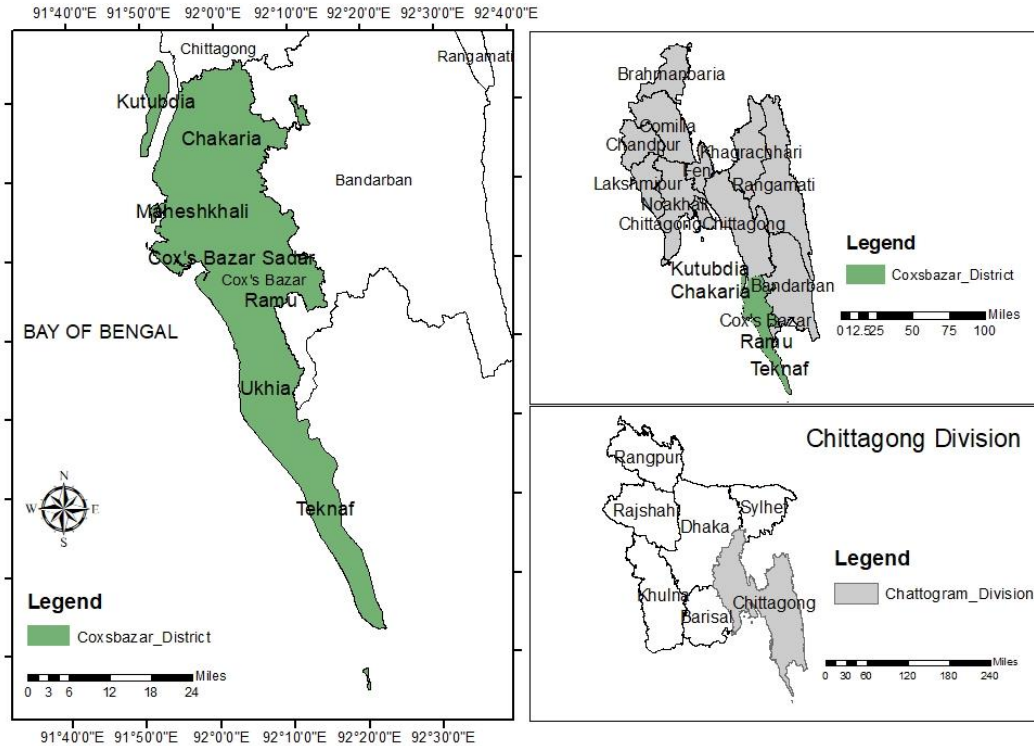 91°40'0"E 91°50'0"E 92°0'0"E 92°10'0"E 92°20'0"E 92°30'0"E 92°40'0"E
Chittagong
Rangamati
Kutubdia
Chakaria
Bandarban
Maheshkhali
Cox's Bazar Sadar
Cox's Bazar
Ramu
BAY OF BENGAL
Ukhia
Teknaf
N
W E
S
Legend
Coxsbazar_District
Miles
0 3 6 12 18 24
91°40'0"E 91°50'0"E 92°0'0"E 92°10'0"E 92°20'0"E 92°30'0"E
Brahmanbaria
Comilla
Chandpur
Khagrachhari
Fen
Lakshmipur
Rangamati
Noakhali
Chittagong
Chittagong
Kutubdia
Chakaria
Bandarban
Cox's Bazar
Ramu
Teknaf
Legend
Coxsbazar_District
Miles
0 12.525 50 75 100
Chittagong Division
Rangpur
Rajshah
Sylhet
Dhaka
Khulna
Chittagong
Barisal
Legend
Chattogram_Division
Miles
0 30 60 120 180 240